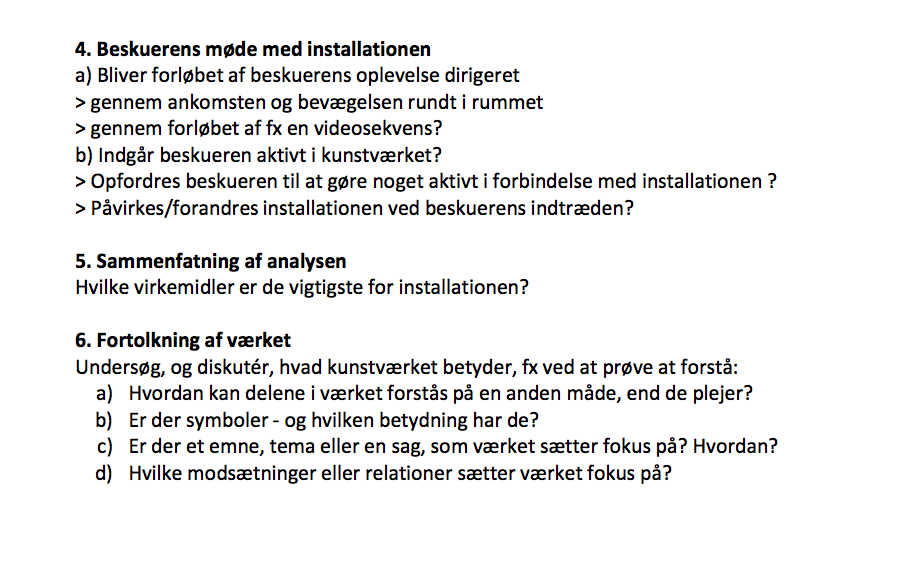 4. Beskuerens møde med installationen
a) Bliver forløbet af beskuerens oplevelse dirigeret
> gennem ankomsten og bevægelsen rundt i rummet
> gennem forløbet af fx en videosekvens?
b) Indgår beskueren aktivt i kunstværket?
> Opfordres beskueren til at gøre noget aktivt i forbindelse med installationen ?
> Påvirkes/forandres installationen ved beskuerens indtræden?
5. Sammenfatning af analysen
Hvilke virkemidler er de vigtigste for installationen?
6. Fortolkning af værket
Undersøg, og diskutér, hvad kunstværket betyder, fx ved at prøve at forstå:
a) Hvordan kan delene i værket forstås på en anden måde, end de plejer?
b) Er der symboler - og hvilken betydning har de?
c) Er der et emne, tema eller en sag, som værket sætter fokus på? Hvordan?
d) Hvilke modsætninger eller relationer sætter værket fokus på?